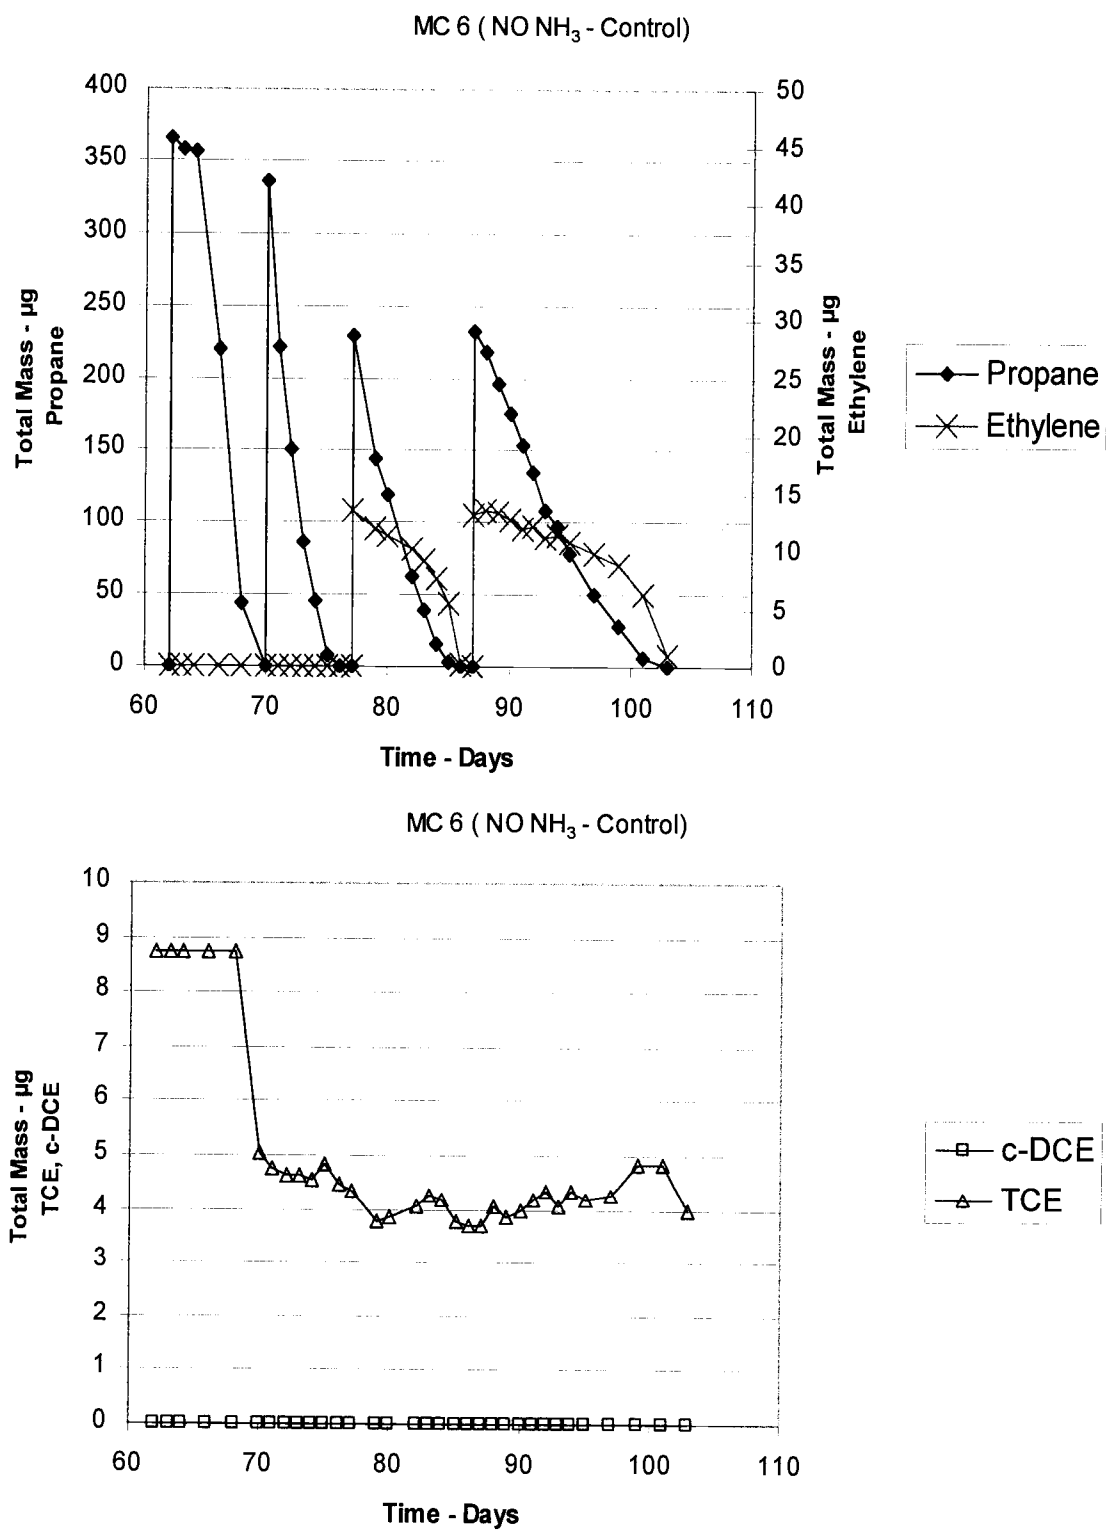 MC 6 ( NO NH₃ - Control)
400
350
300
250
200
150
100
50
0
50
45
40
35
30
25
20
15
10
5
0
Total Mass - µg
Propane
Total Mass - µg
Ethylene
Propane
Ethylene
60 70 80 90 100 110
Time - Days
MC 6 ( NO NH₃ - Control)
10
9
8
7
6
5
4
3
2
1
0
Total Mass - µg
TCE, c-DCE
c-DCE
TCE
60 70 80 90 100 110
Time - Days